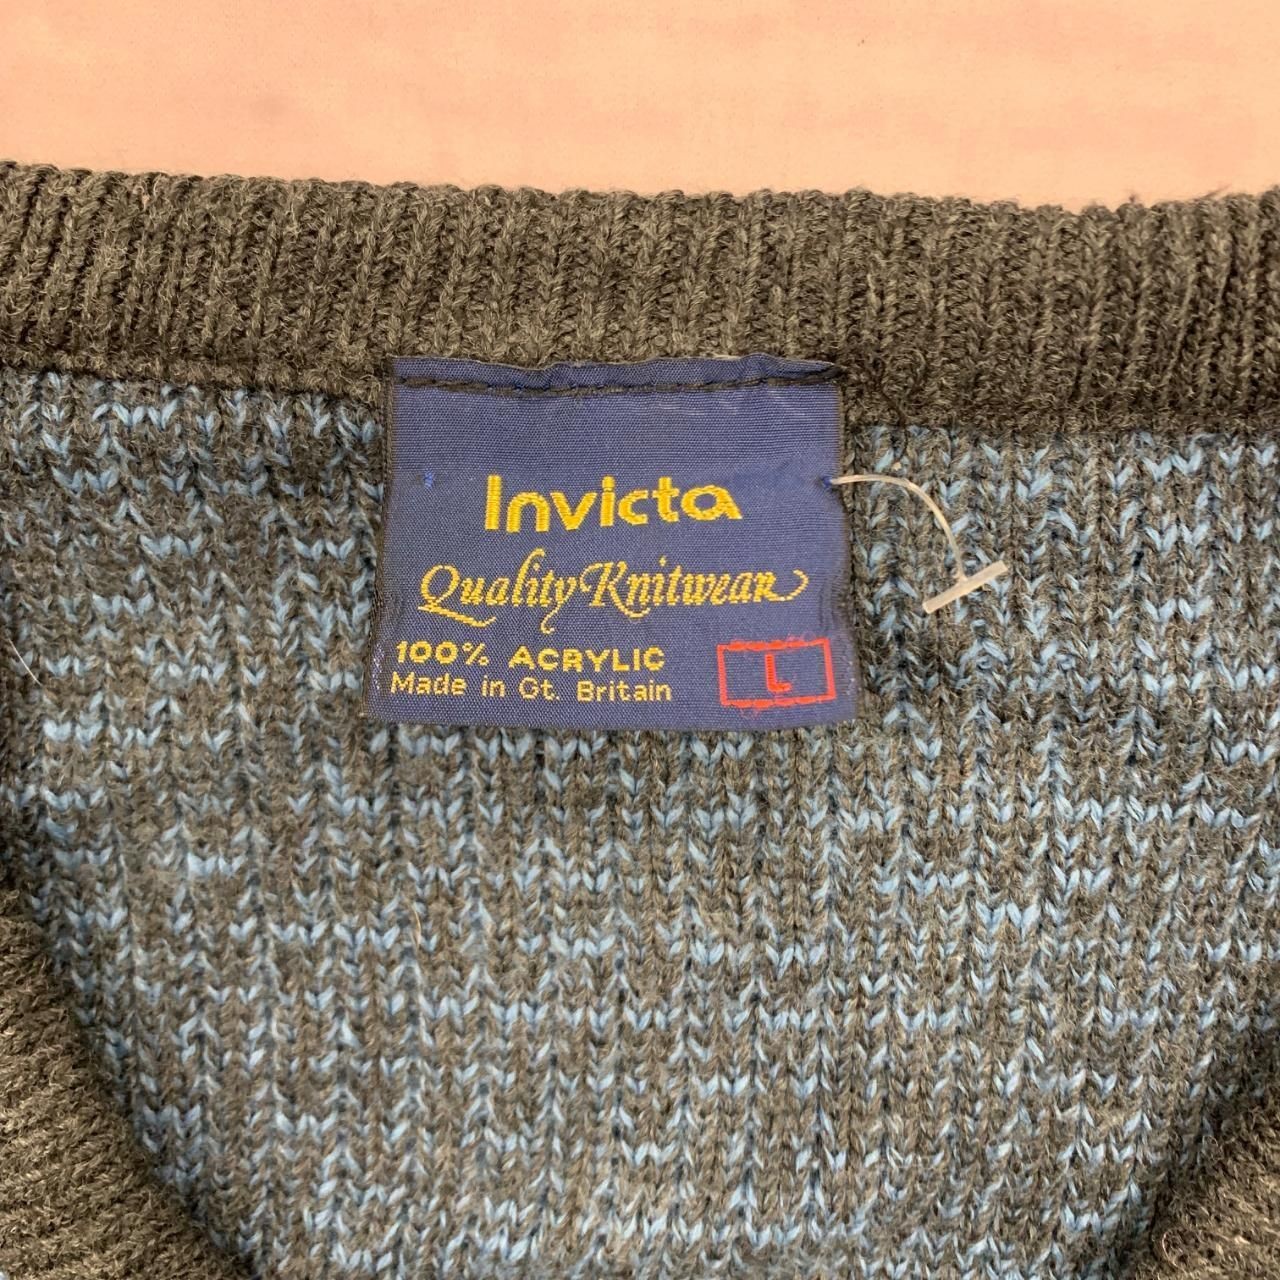 Invicta
Quality Knitwear
100% ACRYLIC
Made in Gt. Britain
L